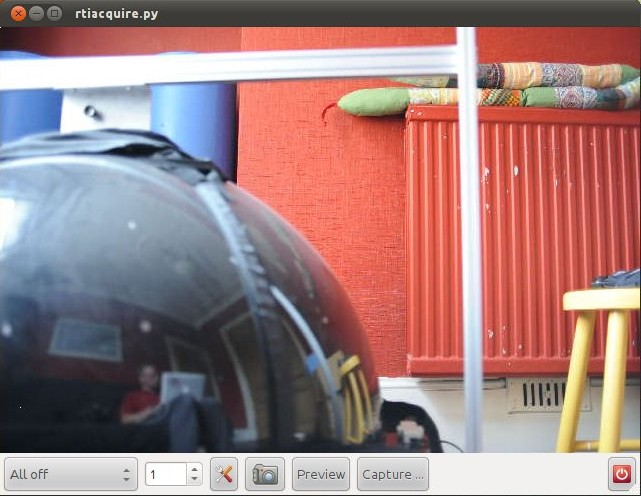 rtiacquire.py
All off
1
Preview
Capture ...